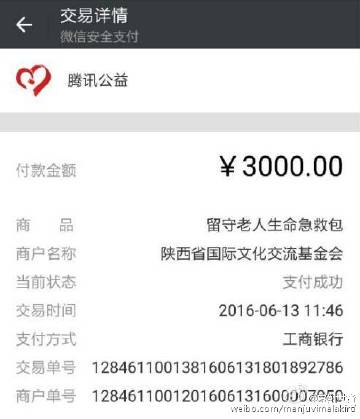 交易详情
微信安全支付
腾讯公益
付款金额 ￥3000.00
商 品 留守老人生命急救包
商户名称 陕西省国际文化交流基金会
当前状态 支付成功
交易时间 2016-06-13 11:46
支付方式 工商银行
交易单号 1284611001381606131801892786
商户单号 1284611001201606131600007950
weibo.com/manjuvimalakird